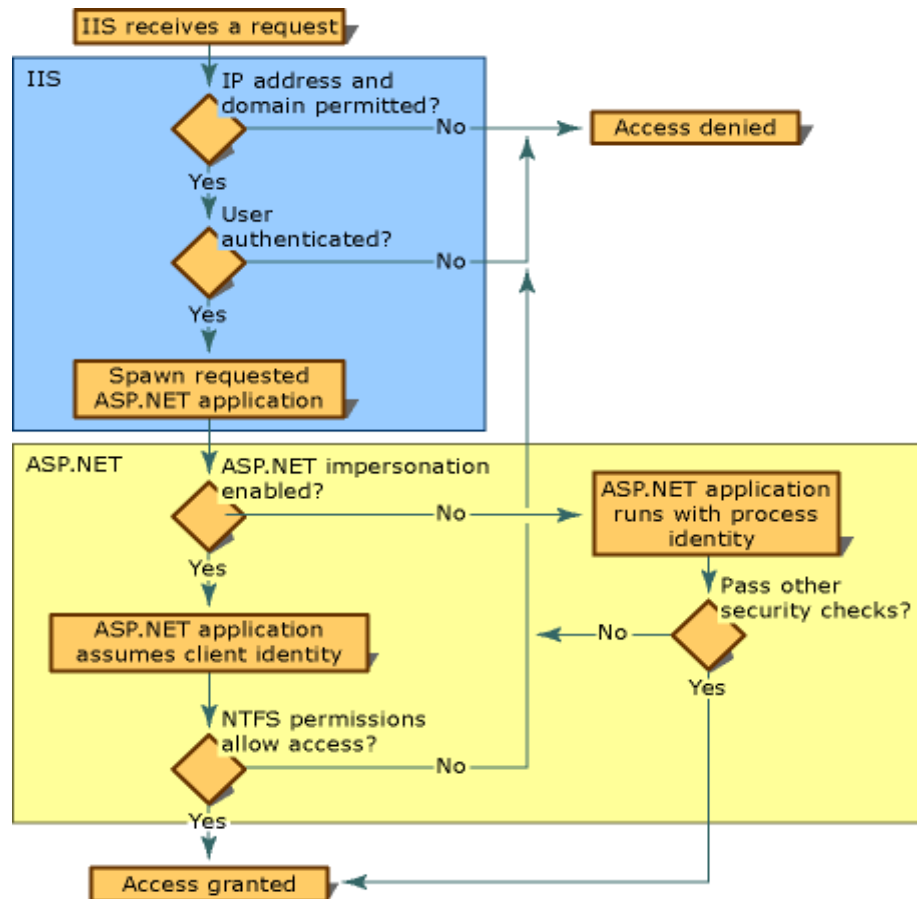 IIS receives a request
IIS
IP address and
domain permitted?
No
Access denied
Yes
User
authenticated?
No
Yes
Spawn requested
ASP.NET application
ASP.NET
ASP.NET impersonation
enabled?
No
ASP.NET application
runs with process
identity
Yes
Pass other
security checks?
No
Yes
ASP.NET application
assumes client identity
NTFS permissions
allow access?
No
Yes
Access granted